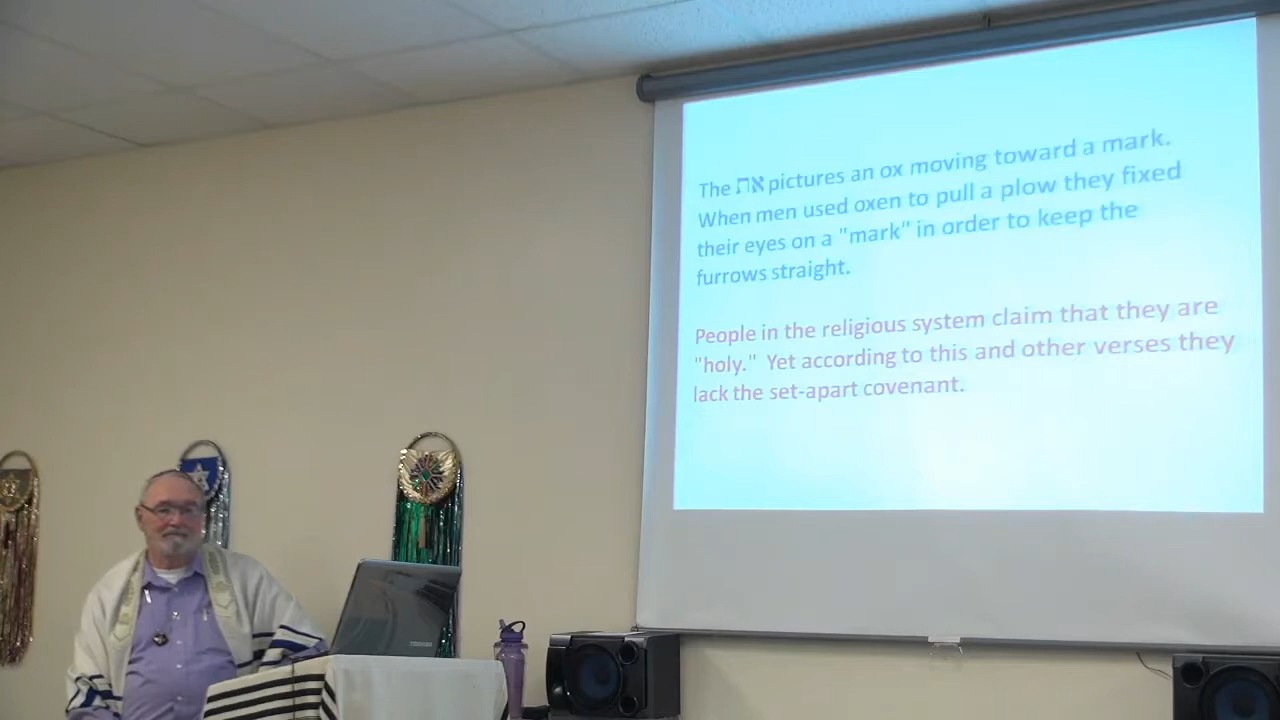 The את pictures an ox moving toward a mark.
When men used oxen to pull a plow they fixed
their eyes on a "mark" in order to keep the
furrows straight.
People in the religious system claim that they are
"holy." Yet according to this and other verses they
lack the set-apart covenant.
TOSHIBA